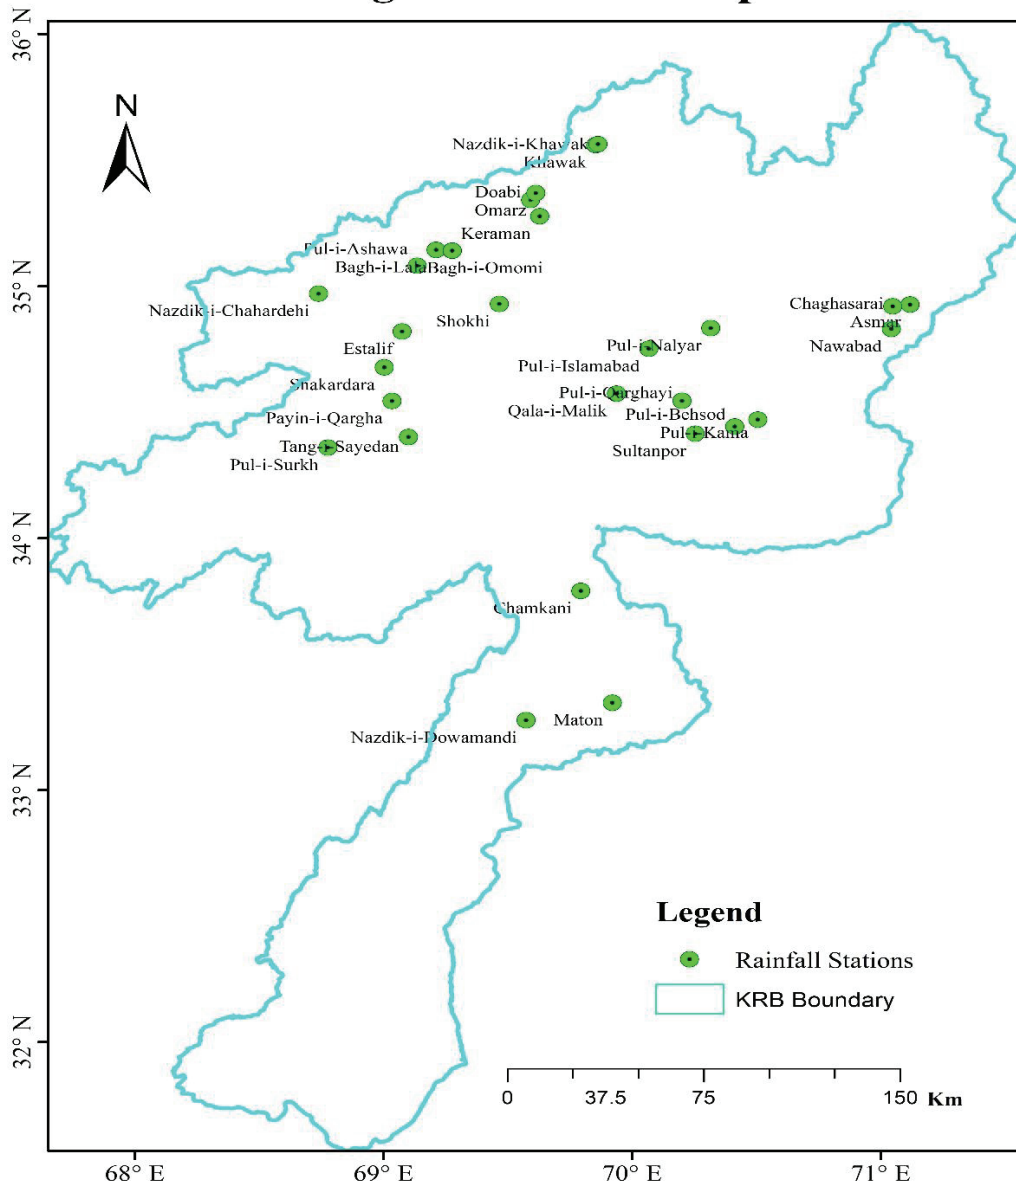 36° N
N
Nazdik-i-Khawak
Khawak
Doabi
Omarz
Keraman
Pul-i-Ashawa
Bagh-i-Lala
Bagh-i-Omomi
35° N
Nazdik-i-Chahardehi
Shokhi
Chaghasarai
Asmar
Nawabad
Estalif
Pul-i-Nalyar
Pul-i-Islamabad
Shakardara
Pul-i-Qarghayi
Qala-i-Malik
Payin-i-Qargha
Pul-i-Behsod
Pul-i-Kama
Tang-i-Sayedan
Sultanpor
Pul-i-Surkh
34° N
Chamkani
Maton
Nazdik-i-Dowamandi
33° N
Legend
Rainfall Stations
KRB Boundary
32° N
0 37.5 75 150 Km
68° E 69° E 70° E 71° E